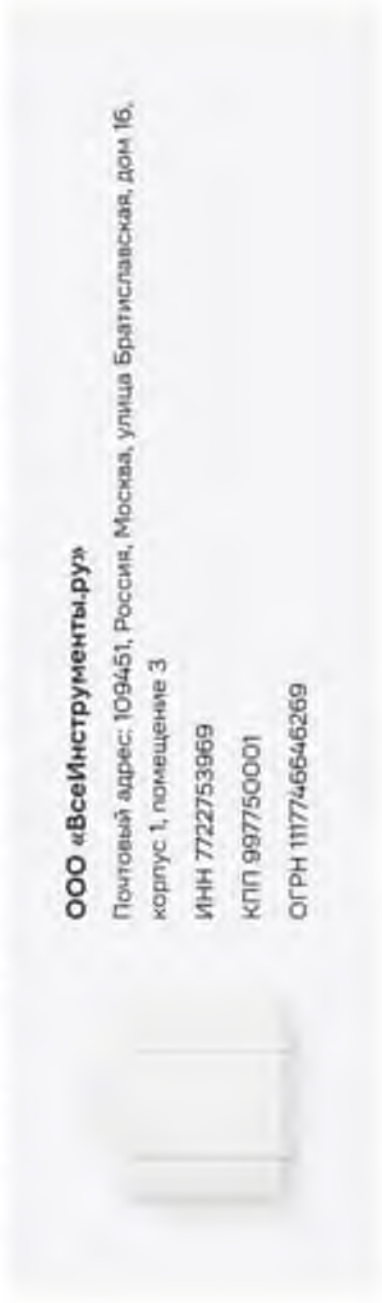 ООО «ВсеИнструменты.ру»
Почтовый адрес: 109451, Россия, Москва, улица Братиславская, дом 16,
корпус 1, помещение 3
ИНН 7722753969
КПП 997750001
ОГРН 1117746646269